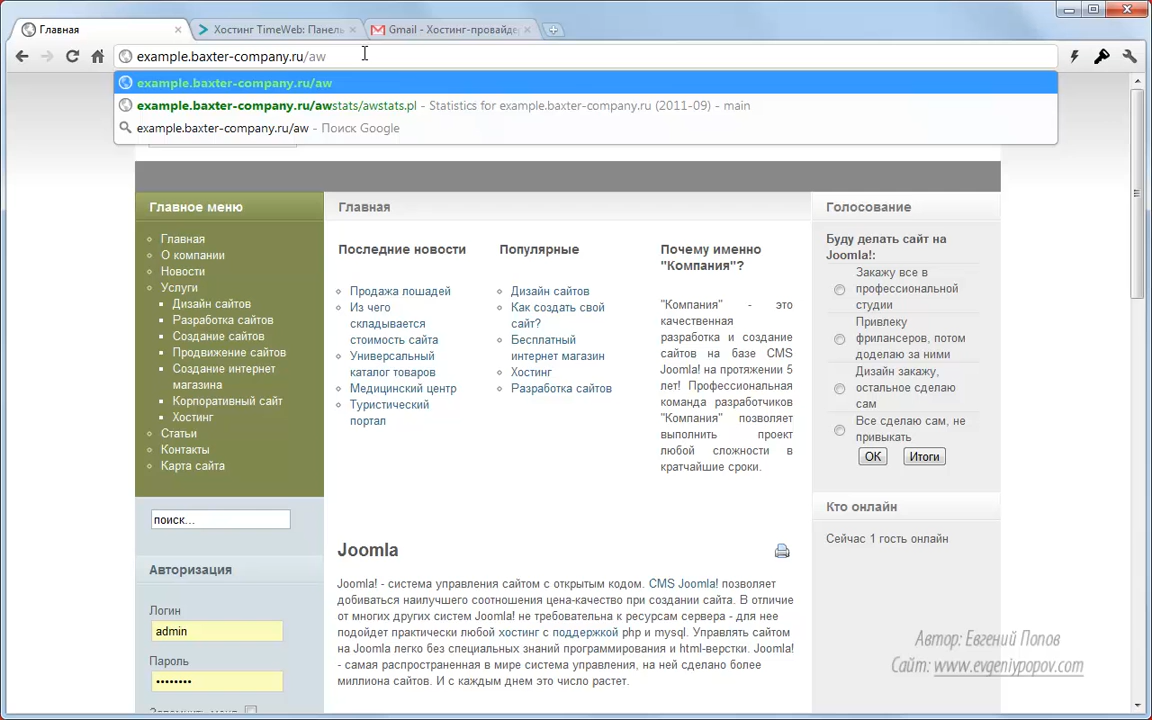 Главная
Хостинг TimeWeb: Панель
Gmail - Хостинг-провайдер
example.baxter-company.ru/aw
example.baxter-company.ru/aw
example.baxter-company.ru/awstats/awstats.pl - Statistics for example.baxter-company.ru (2011-09) - main
example.baxter-company.ru/aw - Поиск Google
Главное меню
Главная
О компании
Новости
Услуги
Дизайн сайтов
Разработка сайтов
Создание сайтов
Продвижение сайтов
Создание интернет
магазина
Корпоративный сайт
Хостинг
Статьи
Контакты
Карта сайта
поиск...
Авторизация
Логин
admin
Пароль
••••••••
Главная
Последние новости
Продажа лошадей
Из чего
складывается
стоимость сайта
Универсальный
каталог товаров
Медицинский центр
Туристический
портал
Популярные
Дизайн сайтов
Как создать свой
сайт?
Бесплатный
интернет магазин
Хостинг
Разработка сайтов
Почему именно
"Компания"?
"Компания" - это
качественная
разработка и создание
сайтов на базе CMS
Joomla! на протяжении 5
лет! Профессиональная
команда разработчиков
"Компания" позволяет
выполнить проект
любой сложности в
кратчайшие сроки.
Joomla
Joomla! - система управления сайтом с открытым кодом. CMS Joomla! позволяет
добиваться наилучшего соотношения цена-качество при создании сайта. В отличие
от многих других систем Joomla! не требовательна к ресурсам сервера - для нее
подойдет практически любой хостинг с поддержкой php и mysql. Управлять сайтом
на Joomla легко без специальных знаний программирования и html-верстки. Joomla!
- самая распространенная в мире система управления, на ней сделано более
миллиона сайтов. И с каждым днем это число растет.
Голосование
Буду делать сайт на
Joomla!:
Закажу все в
профессиональной
студии
Привлеку
фрилансеров, потом
доделаю за ними
Дизайн закажу,
остальное сделаю
сам
Все сделаю сам, не
привыкать
OK
Итоги
Кто онлайн
Сейчас 1 гость онлайн
Автор: Евгений Попов
Сайт: www.evgeniypopov.com